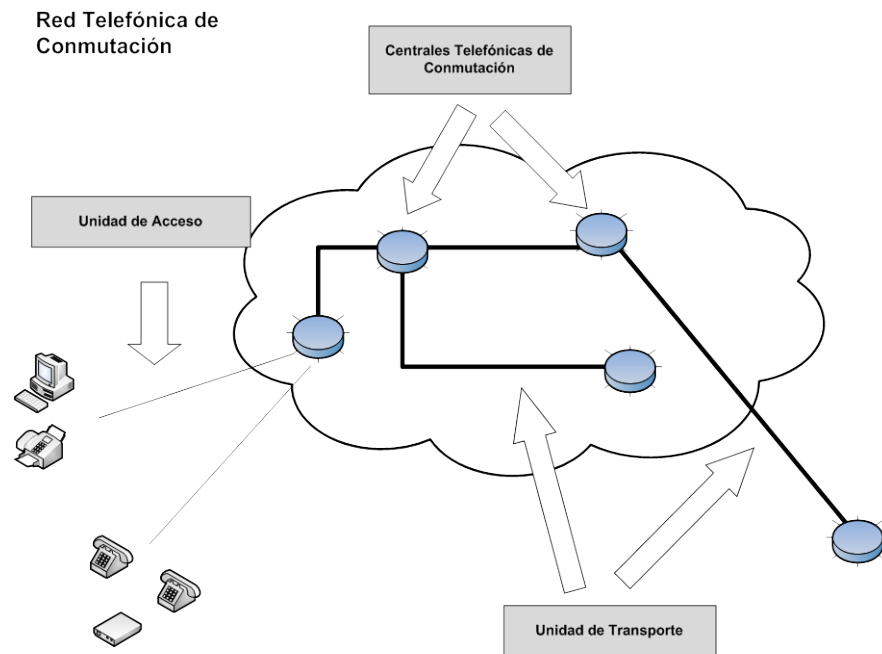 Red Telefónica de
Conmutación
Centrales Telefónicas de
Conmutación
Unidad de Acceso
Unidad de Transporte